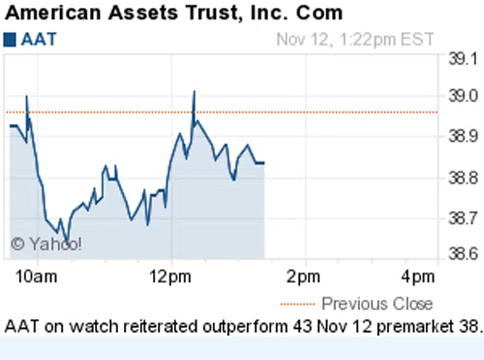 American Assets Trust, Inc. Com
AAT Nov 12, 1:22pm EST
39.1
39.0
38.9
38.8
38.7
38.6
© Yahoo!
10am 12pm 2pm 4pm
Previous Close
AAT on watch reiterated outperform 43 Nov 12 premarket 38.